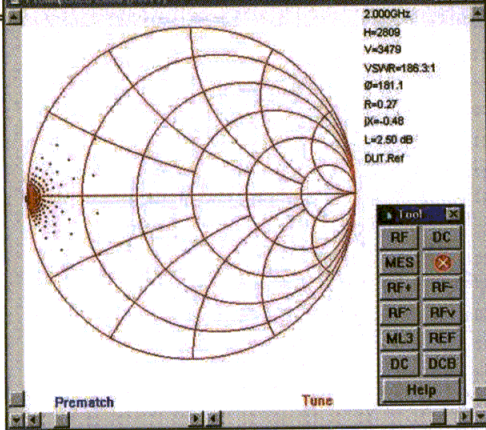 2.000GHz
H=2809
V=3479
VSWR=186.3:1
Ø=181.1
R=0.27
jX=-0.48
L=2.50 dB
DUT.Ref
Tool
RF DC
MES
RF+ RF-
RF^ RFv
ML3 REF
DC DCB
Help
Prematch Tune